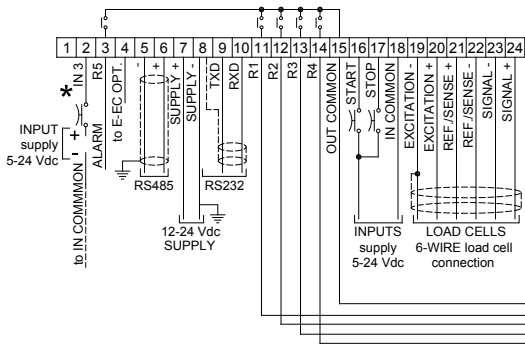 1 2 3 4 5 6 7 8 9 10 11 12 13 14 15 16 17 18 19 20 21 22 23 24
* IN 3
R5
to E-EC OPT.
-
+
SUPPLY +
SUPPLY -
TXD
RXD
R1
R2
R3
R4
OUT COMMON
START
STOP
IN COMMON
EXCITATION -
EXCITATION +
REF./SENSE +
REF./SENSE -
SIGNAL -
SIGNAL +
INPUT
supply
5-24 Vdc
+
-
to IN COMMMON
ALARM
RS485
RS232
12-24 Vdc
SUPPLY
INPUTS
supply
5-24 Vdc
LOAD CELLS
6-WIRE load cell
connection